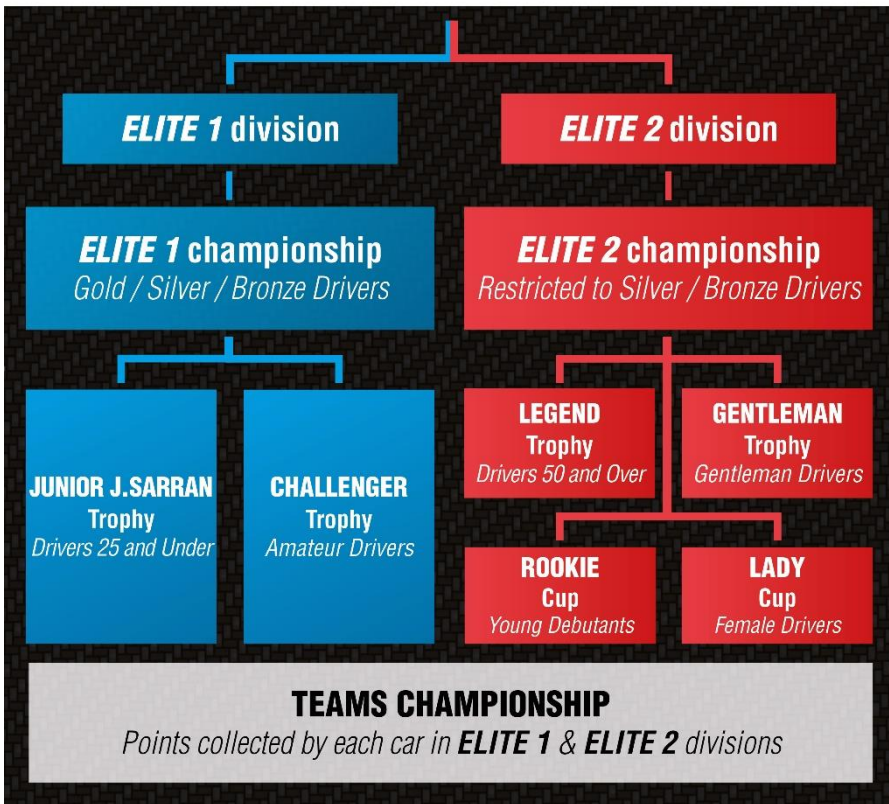 ELITE 1 division
ELITE 2 division
ELITE 1 championship
Gold / Silver / Bronze Drivers
ELITE 2 championship
Restricted to Silver / Bronze Drivers
JUNIOR J.SARRAN
Trophy
Drivers 25 and Under
CHALLENGER
Trophy
Amateur Drivers
LEGEND
Trophy
Drivers 50 and Over
GENTLEMAN
Trophy
Gentleman Drivers
ROOKIE
Cup
Young Debutants
LADY
Cup
Female Drivers
TEAMS CHAMPIONSHIP
Points collected by each car in ELITE 1 & ELITE 2 divisions